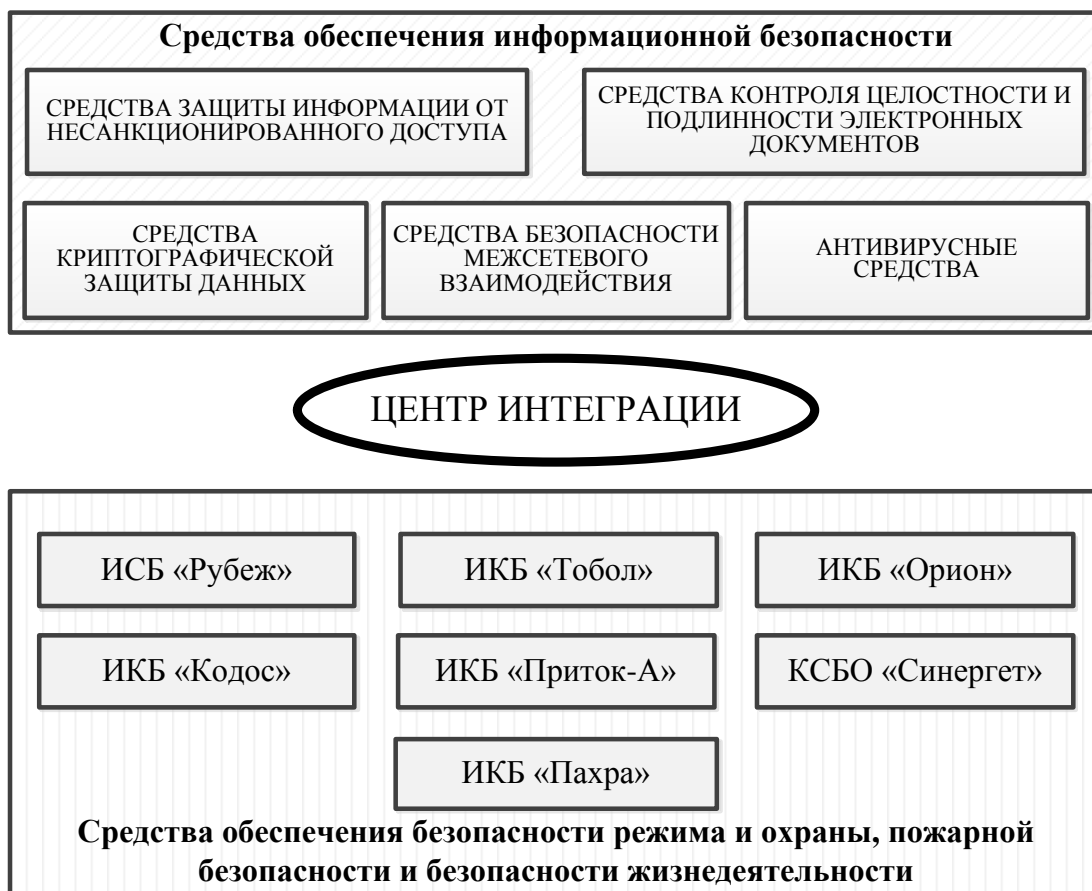 Средства обеспечения информационной безопасности
СРЕДСТВА ЗАЩИТЫ ИНФОРМАЦИИ ОТ
НЕСАНКЦИОНИРОВАННОГО ДОСТУПА
СРЕДСТВА КОНТРОЛЯ ЦЕЛОСТНОСТИ И
ПОДЛИННОСТИ ЭЛЕКТРОННЫХ
ДОКУМЕНТОВ
СРЕДСТВА
КРИПТОГРАФИЧЕСКОЙ
ЗАЩИТЫ ДАННЫХ
СРЕДСТВА БЕЗОПАСНОСТИ
МЕЖСЕТЕВОГО
ВЗАИМОДЕЙСТВИЯ
АНТИВИРУСНЫЕ
СРЕДСТВА
ЦЕНТР ИНТЕГРАЦИИ
ИСБ «Рубеж»
ИКБ «Тобол»
ИКБ «Орион»
ИКБ «Кодос»
ИКБ «Приток-А»
КСБО «Синергет»
ИКБ «Пахра»
Средства обеспечения безопасности режима и охраны, пожарной
безопасности и безопасности жизнедеятельности